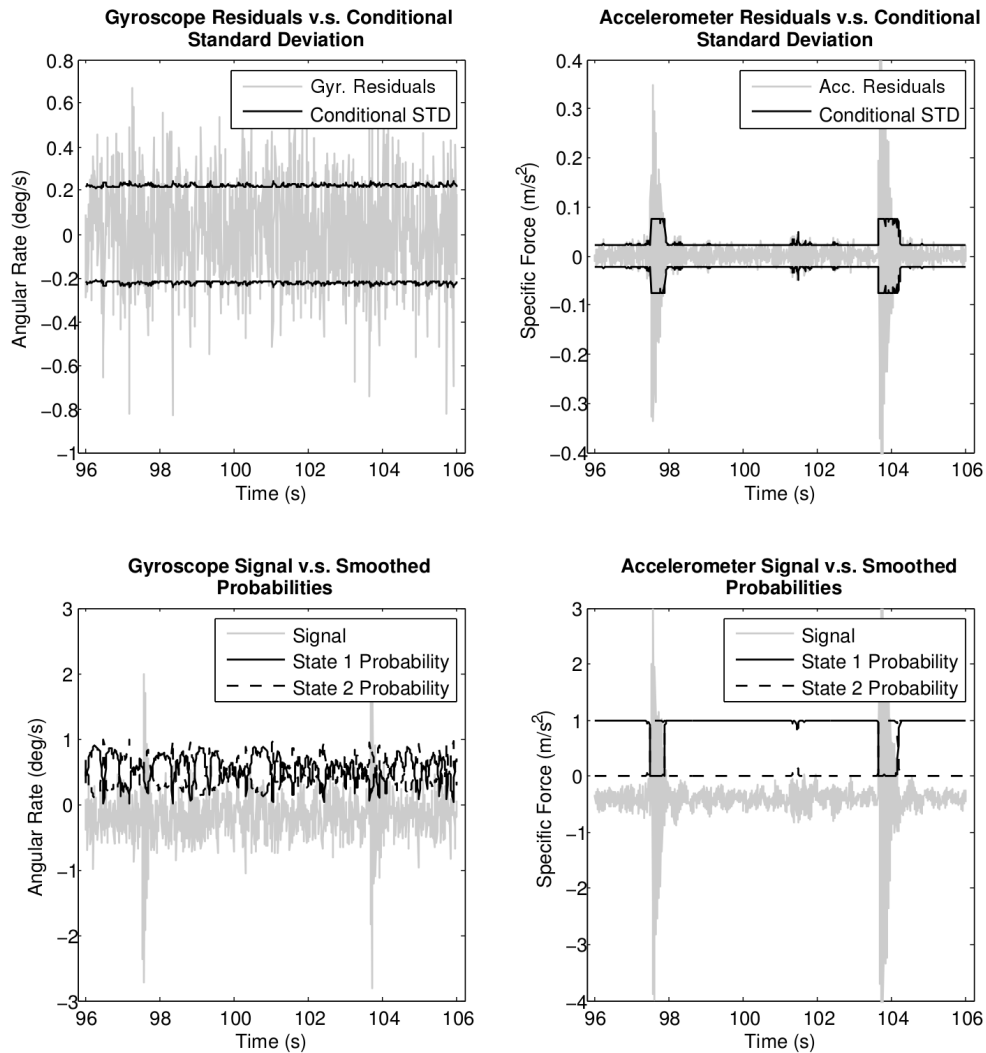 Gyroscope Residuals v.s. Conditional
Standard Deviation
0.8
0.6
0.4
0.2
0
−0.2
−0.4
−0.6
−0.8
−1
Angular Rate (deg/s)
Gyr. Residuals
Conditional STD
96 98 100 102 104 106
Time (s)
Accelerometer Residuals v.s. Conditional
Standard Deviation
0.4
0.3
0.2
0.1
0
−0.1
−0.2
−0.3
−0.4
Specific Force (m/s²)
Acc. Residuals
Conditional STD
96 98 100 102 104 106
Time (s)
Gyroscope Signal v.s. Smoothed
Probabilities
3
2
1
0
−1
−2
−3
Angular Rate (deg/s)
Signal
State 1 Probability
State 2 Probability
96 98 100 102 104 106
Time (s)
Accelerometer Signal v.s. Smoothed
Probabilities
3
2
1
0
−1
−2
−3
−4
Specific Force (m/s²)
Signal
State 1 Probability
State 2 Probability
96 98 100 102 104 106
Time (s)